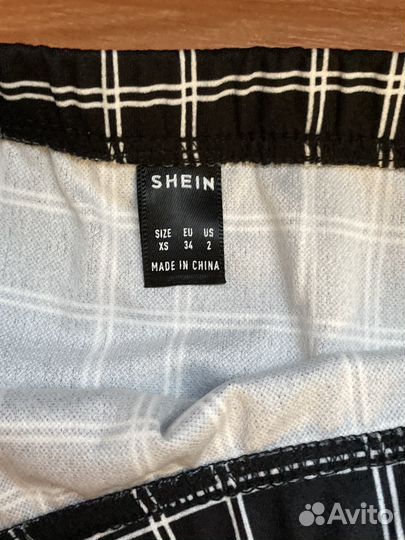 SHEIN
SIZE EU US
XS 34 2
MADE IN CHINA
Avito